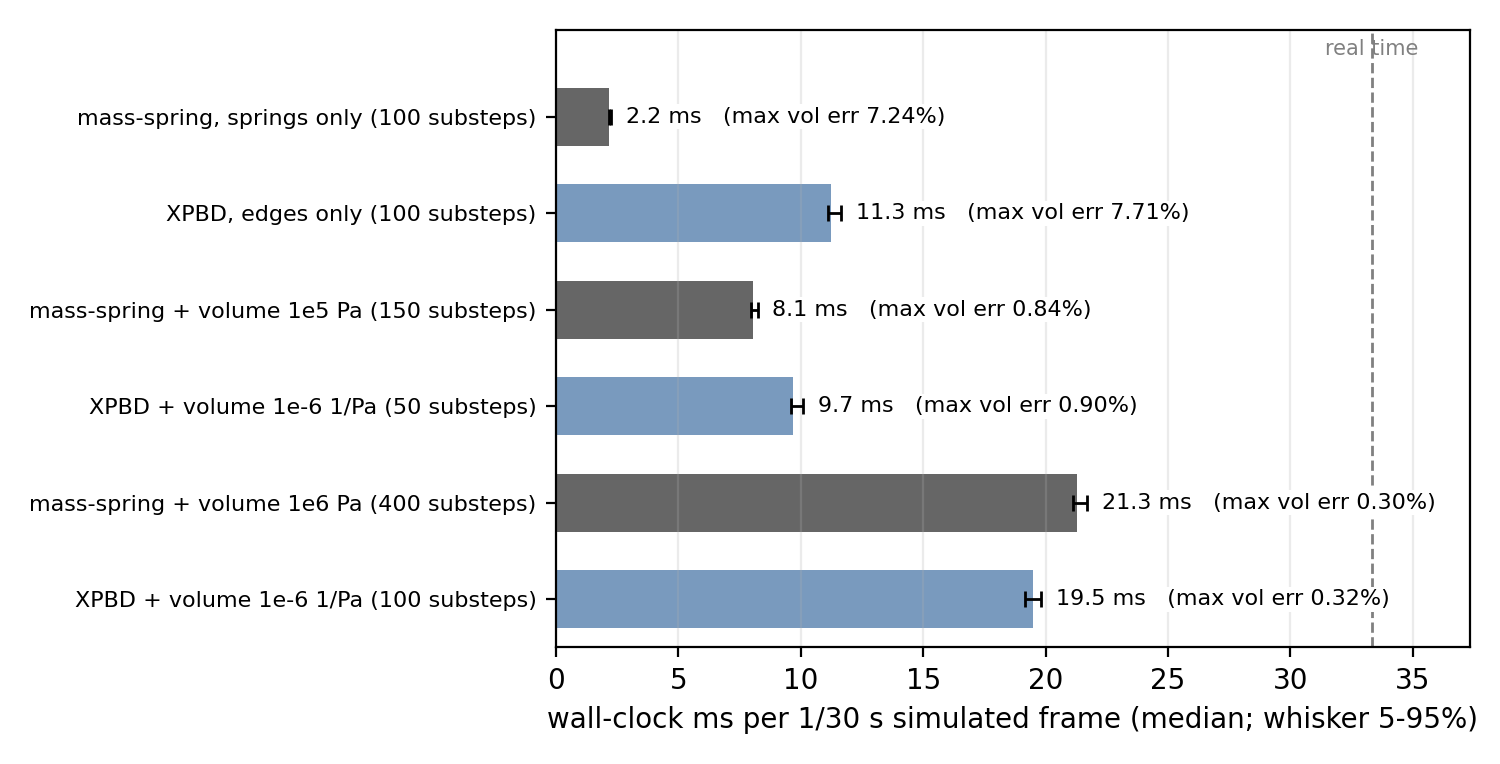 real time
mass-spring, springs only (100 substeps)
2.2 ms (max vol err 7.24%)
XPBD, edges only (100 substeps)
11.3 ms (max vol err 7.71%)
mass-spring + volume 1e5 Pa (150 substeps)
8.1 ms (max vol err 0.84%)
XPBD + volume 1e-6 1/Pa (50 substeps)
9.7 ms (max vol err 0.90%)
mass-spring + volume 1e6 Pa (400 substeps)
21.3 ms (max vol err 0.30%)
XPBD + volume 1e-6 1/Pa (100 substeps)
19.5 ms (max vol err 0.32%)
0 5 10 15 20 25 30 35
wall-clock ms per 1/30 s simulated frame (median; whisker 5-95%)